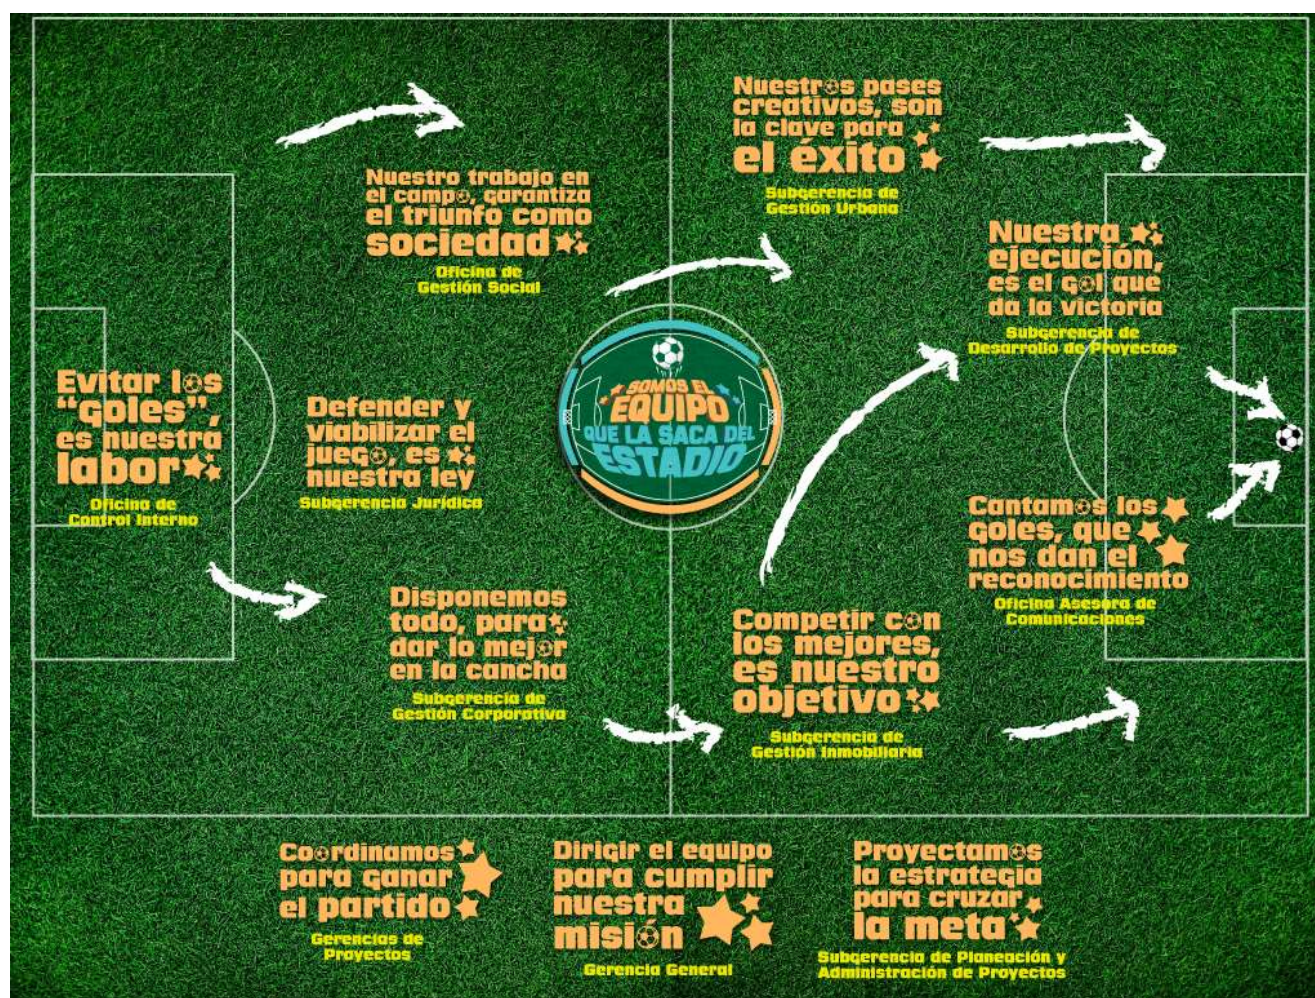 Nuestros pases
creativos, son
la clave para
el éxito
Subgerencia de
Gestión Urbana
Nuestro trabajo en
el campo, garantiza
el triunfo como
sociedad
Oficina de
Gestión Social
Nuestra
ejecución,
es el gol que
da la victoria
Subgerencia de
Desarrollo de Proyectos
Evitar los
“goles”,
es nuestra
labor
Oficina de
Control Interno
Defender y
viabilizar el
juego, es
nuestra ley
Subgerencia Jurídica
SOMOS EL
EQUIPO
QUE LA SACA DEL
ESTADIO
Cantamos los
goles, que
nos dan el
reconocimiento
Oficina Asesora de
Comunicaciones
Disponemos
todo, para
dar lo mejor
en la cancha
Subgerencia de
Gestión Corporativa
Competir con
los mejores,
es nuestro
objetivo
Subgerencia de
Gestión Inmobiliaria
Coordinamos
para ganar
el partido
Gerencias de
Proyectos
Dirigir el equipo
para cumplir
nuestra
misión
Gerencia General
Proyectamos
la estrategia
para cruzar
la meta
Subgerencia de Planeación y
Administración de Proyectos